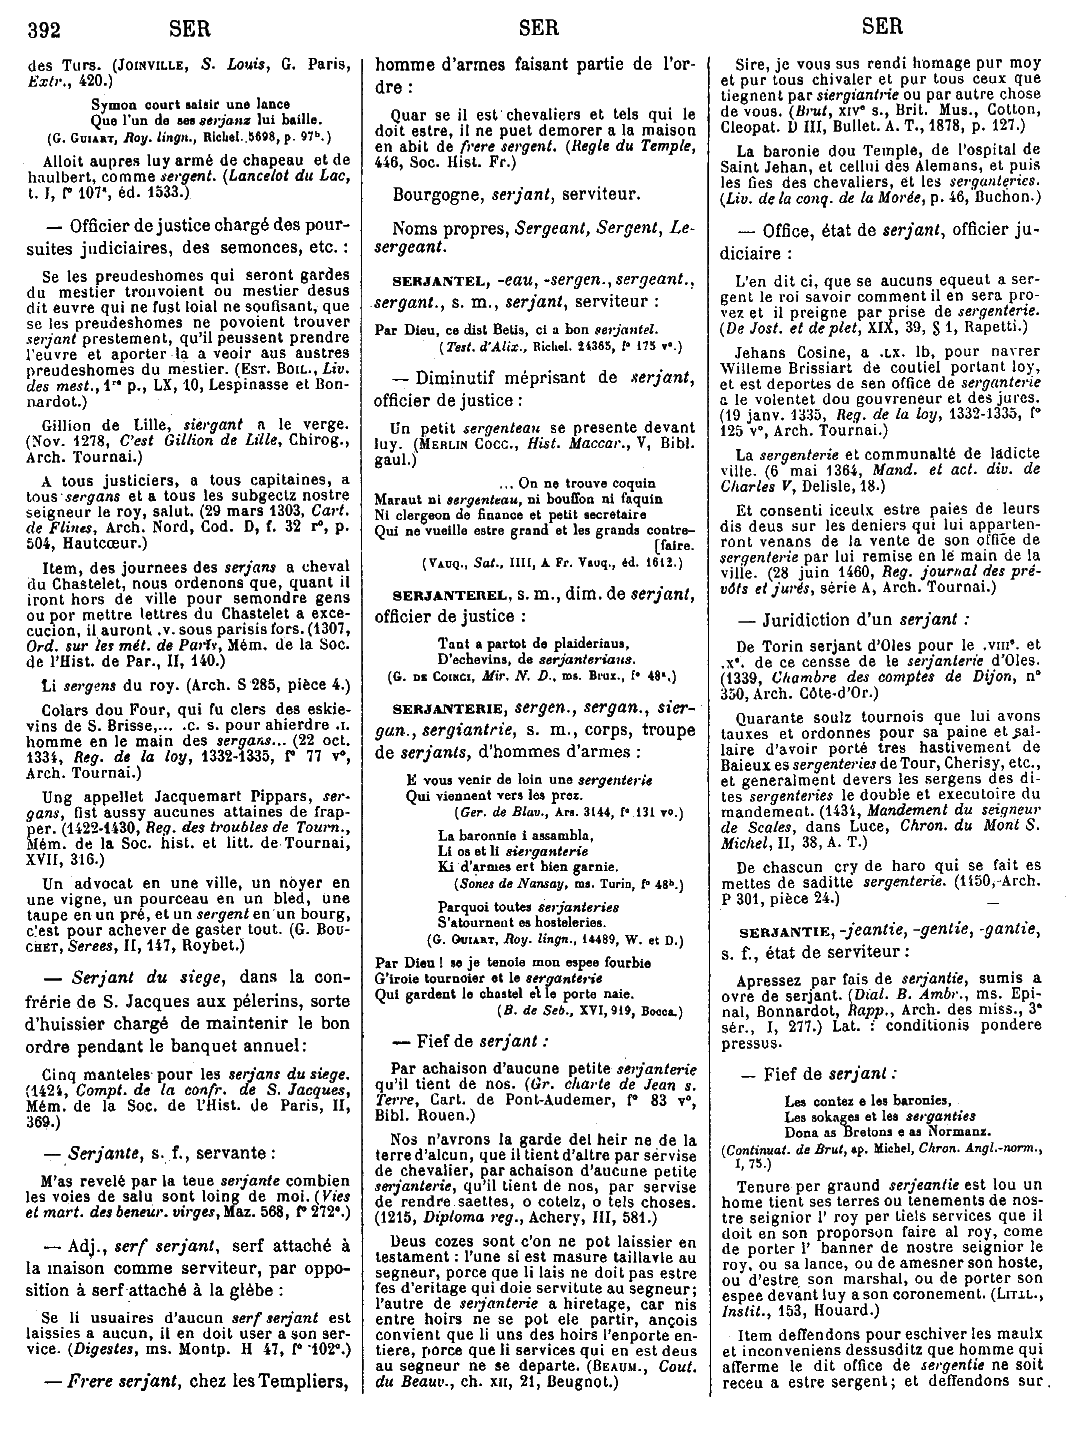 392 SER SER SER
des Turs. (JOINVILLE, S. Louis, G. Paris,
Extr., 420.)
Symon court saisir une lance
Que l'un de ses serjanz lui baille.
(G. GUIART, Roy. lingn., Richel. 5698, p. 97ᵇ.)
Alloit aupres luy armé de chapeau et de
haulbert, comme sergent. (Lancelot du Lac,
t. I, f° 107ᵃ, éd. 1533.)
— Officier de justice chargé des pour-
suites judiciaires, des semonces, etc. :
Se les preudeshomes qui seront gardes
du mestier trouvoient ou mestier desus
dit euvre qui ne fust loial ne soufisant, que
se les preudeshomes ne povoient trouver
serjant prestement, qu'il peussent prendre
l'euvre et aporter la a veoir aus austres
preudeshomes du mestier. (EST. BOIL., Liv.
des mest., 1ʳᵉ p., LX, 10, Lespinasse et Bon-
nardot.)
Gillion de Lille, siergant a le verge.
(Nov. 1278, C'est Gillion de Lille, Chirog.,
Arch. Tournai.)
A tous justiciers, a tous capitaines, a
tous sergans et a tous les subgectz nostre
seigneur le roy, salut. (29 mars 1303, Cart.
de Flines, Arch. Nord, Cod. D, f. 32 r°, p.
504, Hautcœur.)
Item, des journees des serjans a cheval
du Chastelet, nous ordenons que, quant il
iront hors de ville pour semondre gens
ou por mettre lettres du Chastelet a exe-
cucion, il auront .v. sous parisis fors. (1307,
Ord. sur les mét. de Paris, Mém. de la Soc.
de l'Hist. de Par., II, 140.)
Li sergens du roy. (Arch. S 285, pièce 4.)
Colars dou Four, qui fu clers des eskie-
vins de S. Brisse,... .c. s. pour ahierdre .I.
homme en le main des sergans... (22 oct.
1334, Reg. de la loy, 1332-1335, f° 77 v°,
Arch. Tournai.)
Ung appellet Jacquemart Pippars, ser-
gans, fist aussy aucunes attaines de frap-
per. (1422-1430, Reg. des troubles de Tourn.,
Mém. de la Soc. hist. et litt. de Tournai,
XVII, 316.)
Un advocat en une ville, un noyer en
une vigne, un pourceau en un bled, une
taupe en un pré, et un sergent en un bourg,
c'est pour achever de gaster tout. (G. BOU-
CHET, Serees, II, 147, Roybet.)
— Serjant du siege, dans la con-
frérie de S. Jacques aux pélerins, sorte
d'huissier chargé de maintenir le bon
ordre pendant le banquet annuel :
Cinq manteles pour les serjans du siege.
(1424, Compt. de la confr. de S. Jacques,
Mém. de la Soc. de l'Hist. de Paris, II,
369.)
— Serjante, s. f., servante :
M'as revelé par la teue serjante combien
les voies de salu sont loing de moi. (Vies
et mart. des beneur. virges, Maz. 568, f° 272ᵉ.)
— Adj., serf serjant, serf attaché à
la maison comme serviteur, par oppo-
sition à serf attaché à la glèbe :
Se li usuaires d'aucun serf serjant est
laissies a aucun, il en doit user a son ser-
vice. (Digestes, ms. Montp. H 47, f° 102ᵉ.)
— Frere serjant, chez les Templiers,
homme d'armes faisant partie de l'or-
dre :
Quar se il est chevaliers et tels qui le
doit estre, il ne puet demorer a la maison
en abit de frere sergent. (Regle du Temple,
446, Soc. Hist. Fr.)
Bourgogne, serjant, serviteur.
Noms propres, Sergeant, Sergent, Le-
sergeant.
SERJANTEL, -eau, -sergen., sergeant.,
sergant., s. m., serjant, serviteur :
Par Dieu, ce dist Betis, ci a bon serjantel.
(Test. d'Alix., Richel. 24365, f° 175 v°.)
— Diminutif méprisant de serjant,
officier de justice :
Un petit sergenteau se presente devant
luy. (MERLIN COCC., Hist. Maccar., V, Bibl.
gaul.)
... On ne trouve coquin
Maraut ni sergenteau, ni bouffon ni faquin
Ni clergeon de finance et petit secretaire
Qui ne vueille estre grand et les grands contre-
[faire.
(VAUQ., Sat., IIII, A Fr. Vauq., éd. 1612.)
SERJANTEREL, s. m., dim. de serjant,
officier de justice :
Tant a partot de plaideriaus,
D'echevins, de serjanteriaus.
(G. DE COINCI, Mir. N. D., ms. Brux., f° 48ᵃ.)
SERJANTERIE, sergen., sergan., sier-
gan., sergiantrie, s. m., corps, troupe
de serjants, d'hommes d'armes :
E vous venir de loin une sergenterie
Qui viennent vers les prez.
(Ger. de Blav., Ars. 3144, f° 131 vo.)
La baronnie i assambla,
Li os et li sierganterie
Ki d'armes ert bien garnie.
(Sones de Nansay, ms. Turin, f° 48ᵇ.)
Parquoi toutes serjanteries
S'atournent es hosteleries.
(G. GUIART, Roy. lingn., 14489, W. et D.)
Par Dieu ! se je tenoie mon espee fourbie
G'iroie tournoier et le serganterie
Qui gardent le chastel et le porte naie.
(B. de Seb., XVI, 919, BOCCA.)
— Fief de serjant :
Par achaison d'aucune petite serjanterie
qu'il tient de nos. (Gr. charte de Jean s.
Terre, Cart. de Pont-Audemer, f° 83 v°,
Bibl. Rouen.)
Nos n'avrons la garde del heir ne de la
terre d'alcun, que il tient d'altre par servise
de chevalier, par achaison d'aucune petite
serjanterie, qu'il tient de nos, par servise
de rendre saettes, o cotelz, o tels choses.
(1215, Diploma reg., Achery, III, 581.)
Deus cozes sont c'on ne pot laissier en
testament : l'une si est masure taillavle au
segneur, porce que li lais ne doit pas estre
fes d'eritage qui doie servitute au segneur;
l'autre de serjanterie a hiretage, car nis
entre hoirs ne se pot ele partir, ançois
convient que li uns des hoirs l'enporte en-
tiere, porce que li services qui en est deus
au segneur ne se departe. (BEAUM., Cout.
du Beauv., ch. XII, 21, Beugnot.)
Sire, je vous sus rendi homage pur moy
et pur tous chivaler et pur tous ceux que
tiegnent par siergiantrie ou par autre chose
de vous. (Brut, XIVᵉ s., Brit. Mus., Cotton,
Cleopat. D III, Bullet. A. T., 1878, p. 127.)
La baronie dou Temple, de l'ospital de
Saint Jehan, et cellui des Alemans, et puis
les fies des chevaliers, et les serganteries.
(Liv. de la conq. de la Morée, p. 46, Buchon.)
— Office, état de serjant, officier ju-
diciaire :
L'en dit ci, que se aucuns equeut a ser-
gent le roi savoir comment il en sera pro-
vez et il preigne par prise de sergenterie.
(De Jost. et de plet, XIX, 39, § 1, Rapetti.)
Jehans Cosine, a .LX. lb, pour navrer
Willeme Brissiart de coutiel portant loy,
et est deportes de sen office de serganterie
a le volentet dou gouvreneur et des jures.
(19 janv. 1335, Reg. de la loy, 1332-1335, f°
125 v°, Arch. Tournai.)
La sergenterie et communalté de ladicte
ville. (6 mai 1364, Mand. et act. div. de
Charles V, Delisle, 18.)
Et consenti iceulx estre paies de leurs
dis deus sur les deniers qui lui apparten-
ront venans de la vente de son office de
sergenterie par lui remise en le main de la
ville. (28 juin 1460, Reg. journal des pré-
vôts et jurés, série A, Arch. Tournai.)
— Juridiction d'un serjant :
De Torin serjant d'Oles pour le .VIIIᵉ. et
.Xᵉ. de ce censse de le serjanterie d'Oles.
(1339, Chambre des comptes de Dijon, n°
350, Arch. Côte-d'Or.)
Quarante soulz tournois que lui avons
tauxes et ordonnes pour sa paine et sal-
laire d'avoir porté tres hastivement de
Baieux es sergenteries de Tour, Cherisy, etc.,
et generalment devers les sergens des di-
tes sergenteries le double et executoire du
mandement. (1434, Mandement du seigneur
de Scales, dans Luce, Chron. du Mont S.
Michel, II, 38, A. T.)
De chascun cry de haro qui se fait es
mettes de saditte sergenterie. (1450, Arch.
P 301, pièce 24.)
SERJANTIE, -jeantie, -gentie, -gantie,
s. f., état de serviteur :
Apressez par fais de serjantie, sumis a
ovre de serjant. (Dial. B. Ambr., ms. Epi-
nal, Bonnardot, Rapp., Arch. des miss., 3ᵉ
sér., I, 277.) Lat. : conditionis pondere
pressus.
— Fief de serjant :
Les contez e les baronies,
Les sokages et les serganties
Dona as Bretons e as Normanz.
(Continuat. de Brut, ap. Michel, Chron. Angl.-norm.,
I, 75.)
Tenure per graund serjeantie est lou un
home tient ses terres ou tenements de nos-
tre seignior l' roy per tiels services que il
doit en son proporson faire al roy, come
de porter l' banner de nostre seignior le
roy, ou sa lance, ou de amesner son hoste,
ou d'estre son marshal, ou de porter son
espee devant luy a son coronement. (LITTL.,
Instit., 153, Houard.)
Item deffendons pour eschiver les maulx
et inconveniens dessusditz que homme qui
afferme le dit office de sergentie ne soit
receu a estre sergent; et deffendons sur